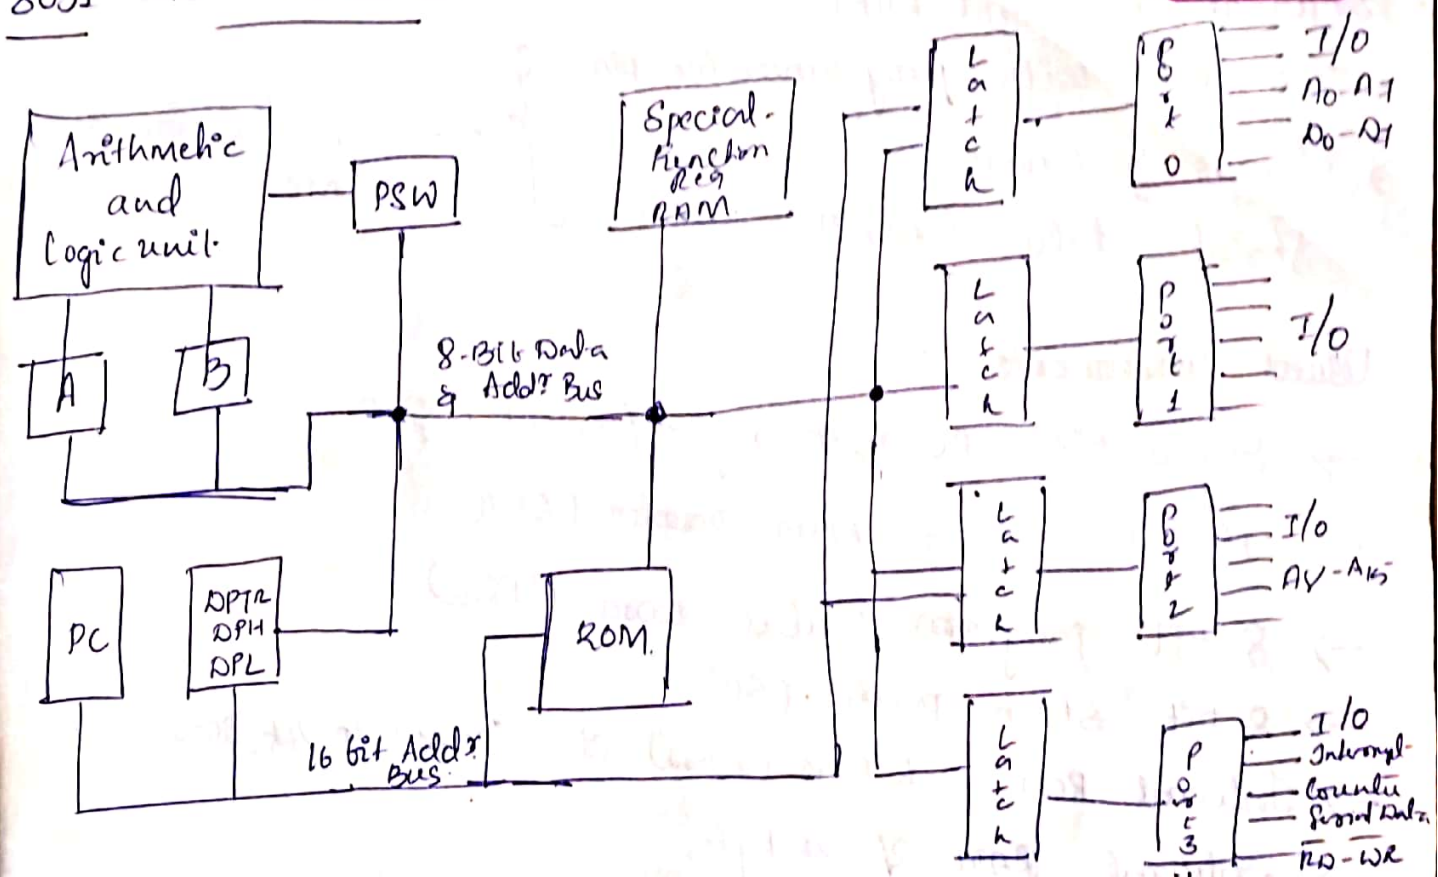 8051
Arithmetic
and
Logic unit.
PSW
Special-
Function
Reg
RAM
A
B
8-Bit Data
& Addr Bus
PC
DPTR
DPH
DPL
ROM.
16 bit Addr
Bus.
Latch
Port 0
I/O
A0-A7
D0-D7
Latch
Port 1
I/O
Latch
Port 2
I/O
A8-A15
Latch
Port 3
I/O
Interrupt
Counter
Serial Data
R̅D̅-W̅R̅